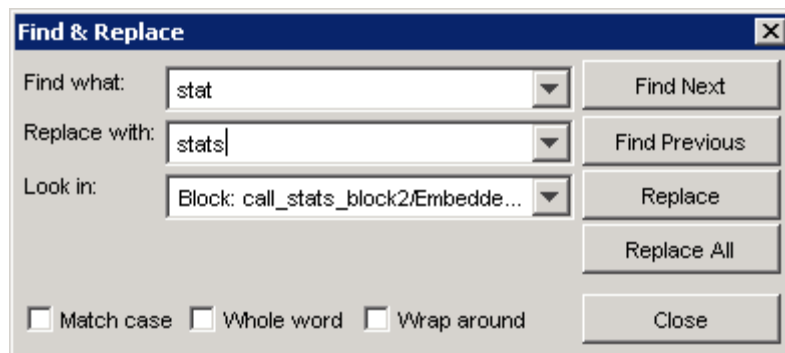 Find & Replace
Find what: stat Find Next
Replace with: stats Find Previous
Look in: Block: call_stats_block2/Embedde... Replace
Replace All
Match case Whole word Wrap around Close